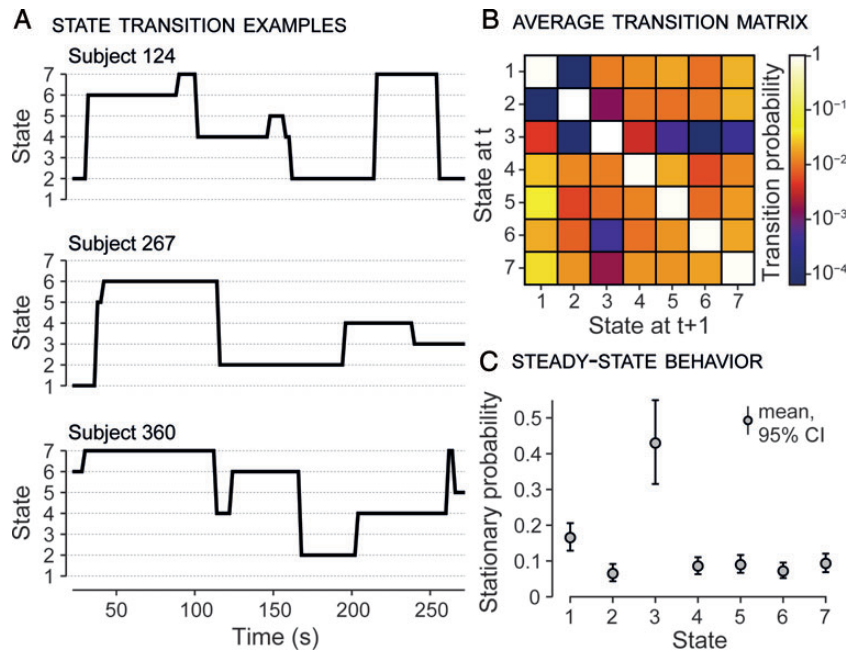 A STATE TRANSITION EXAMPLES
Subject 124
7
6
5
4
3
2
1
State
Subject 267
7
6
5
4
3
2
1
State
Subject 360
7
6
5
4
3
2
1
State
50 100 150 200 250
Time (s)
B AVERAGE TRANSITION MATRIX
1
2
3
4
5
6
7
State at t
1 2 3 4 5 6 7
State at t+1
1
10⁻¹
10⁻²
10⁻³
10⁻⁴
Transition probability
C STEADY-STATE BEHAVIOR
mean,
95% CI
0.5
0.4
0.3
0.2
0.1
0
Stationary probability
1 2 3 4 5 6 7
State